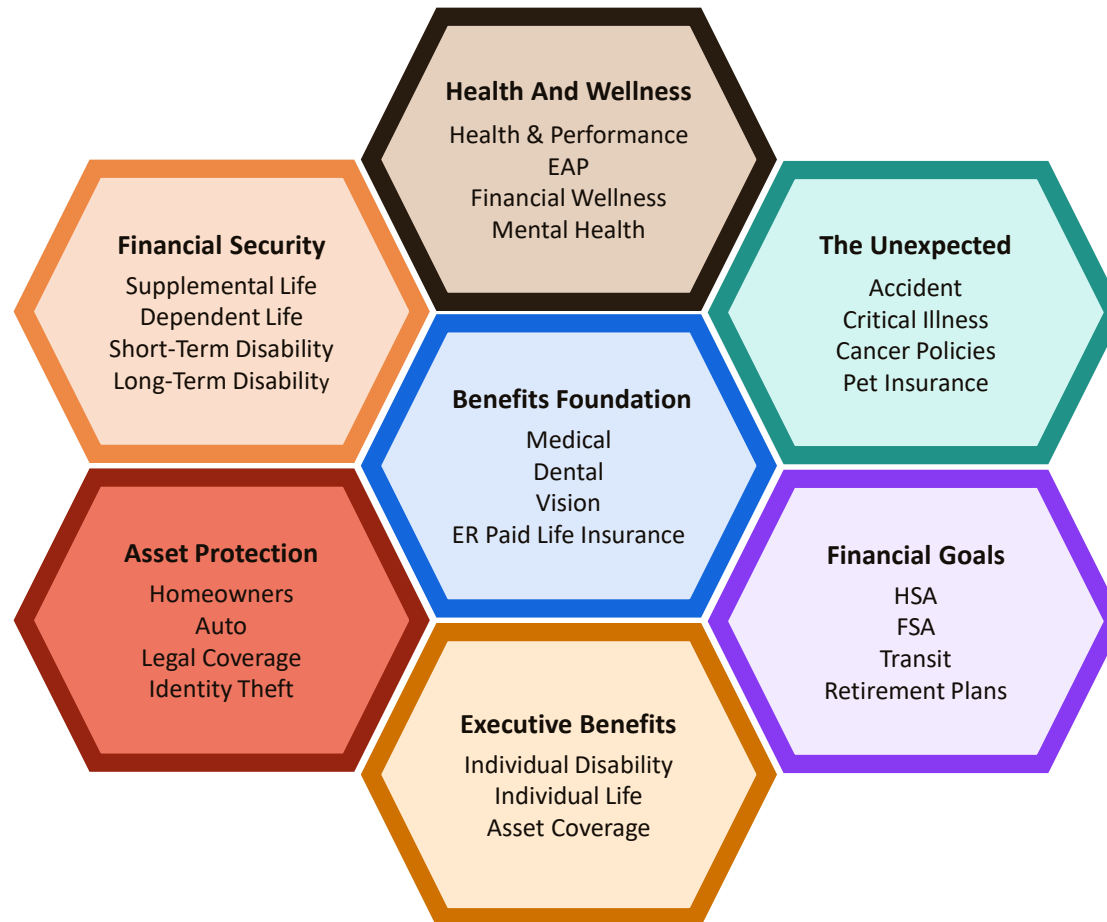 Health And Wellness
Health & Performance
EAP
Financial Wellness
Mental Health
Financial Security
Supplemental Life
Dependent Life
Short-Term Disability
Long-Term Disability
The Unexpected
Accident
Critical Illness
Cancer Policies
Pet Insurance
Benefits Foundation
Medical
Dental
Vision
ER Paid Life Insurance
Asset Protection
Homeowners
Auto
Legal Coverage
Identity Theft
Financial Goals
HSA
FSA
Transit
Retirement Plans
Executive Benefits
Individual Disability
Individual Life
Asset Coverage